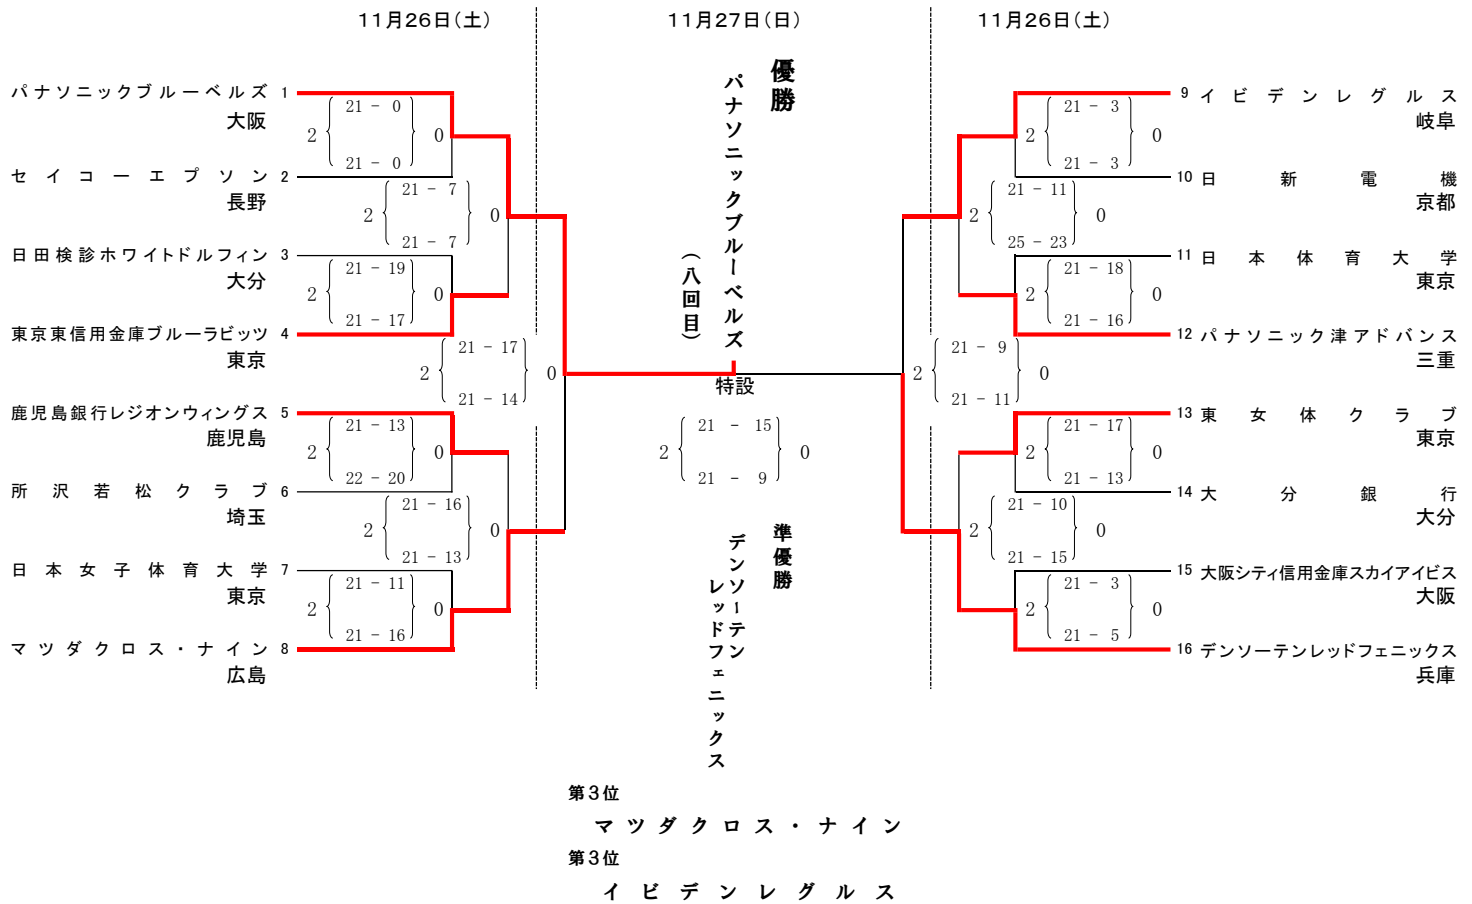 11月26日(土)
11月27日(日)
11月26日(土)
パナソニックブルーベルズ 1
大阪
セイコーエプソン 2
長野
日田検診ホワイトドルフィン 3
大分
東京東信用金庫ブルーラビッツ 4
東京
鹿児島銀行レジオンウィングス 5
鹿児島
所沢若松クラブ 6
埼玉
日本女子体育大学 7
東京
マツダクロス・ナイン 8
広島
21 - 0
2 0
21 - 0
21 - 19
2 0
21 - 17
21 - 13
2 0
22 - 20
21 - 11
2 0
21 - 16
21 - 7
2 0
21 - 7
21 - 16
2 0
21 - 13
21 - 17
2 0
21 - 14
優勝
パナソニックブルーベルズ
(八回目)
特設
21 - 15
2 0
21 - 9
準優勝
デンソーテン
レッドフェニックス
21 - 9
2 0
21 - 11
21 - 11
2 0
25 - 23
21 - 10
2 0
21 - 15
21 - 3
2 0
21 - 3
21 - 18
2 0
21 - 16
21 - 17
2 0
21 - 13
21 - 3
2 0
21 - 5
9 イビデンレグルス
岐阜
10 日新電機
京都
11 日本体育大学
東京
12 パナソニック津アドバンス
三重
13 東女体クラブ
東京
14 大分銀行
大分
15 大阪シティ信用金庫スカイアイビス
大阪
16 デンソーテンレッドフェニックス
兵庫
第3位
マツダクロス・ナイン
第3位
イビデンレグルス